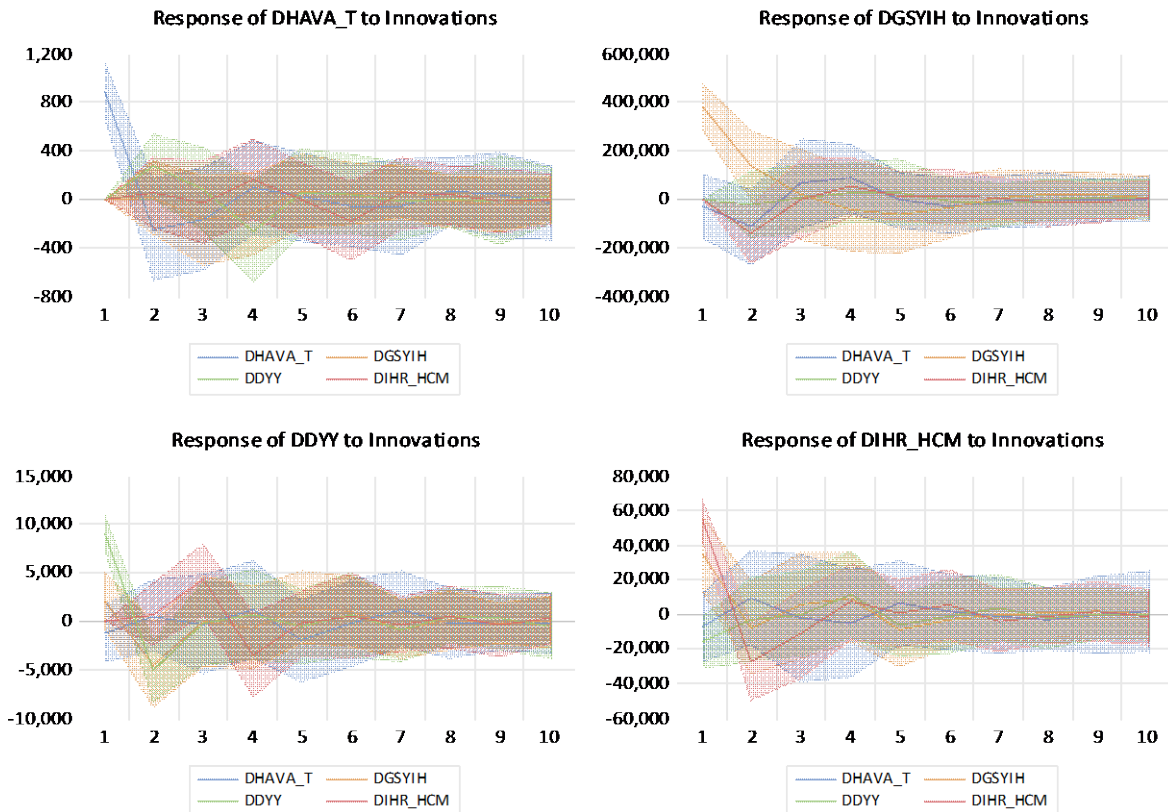 Response of DHAVA_T to Innovations
1,200
800
400
0
-400
-800
1 2 3 4 5 6 7 8 9 10
DHAVA_T DGSYIH
DDYY DIHR_HCM
Response of DGSYIH to Innovations
600,000
400,000
200,000
0
-200,000
-400,000
1 2 3 4 5 6 7 8 9 10
DHAVA_T DGSYIH
DDYY DIHR_HCM
Response of DDYY to Innovations
15,000
10,000
5,000
0
-5,000
-10,000
1 2 3 4 5 6 7 8 9 10
DHAVA_T DGSYIH
DDYY DIHR_HCM
Response of DIHR_HCM to Innovations
80,000
60,000
40,000
20,000
0
-20,000
-40,000
-60,000
1 2 3 4 5 6 7 8 9 10
DHAVA_T DGSYIH
DDYY DIHR_HCM